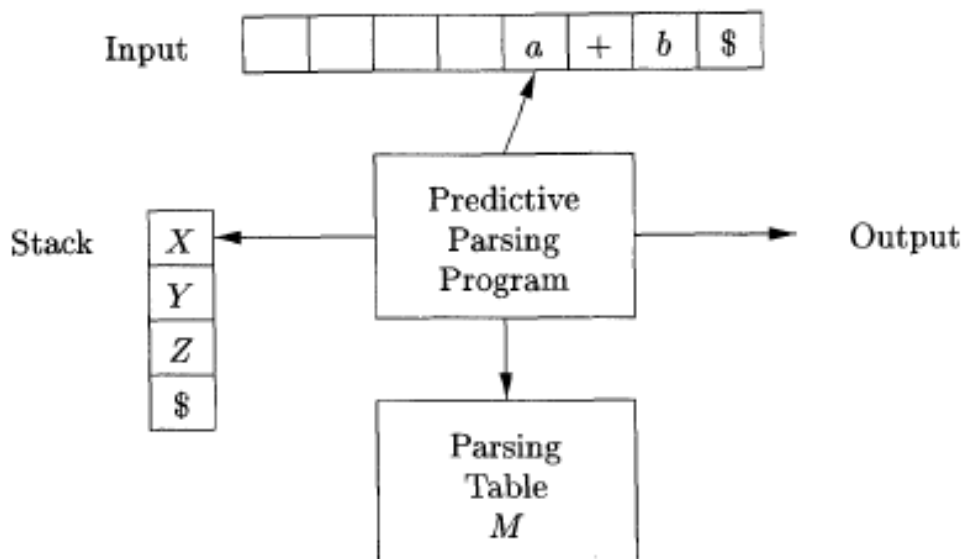 Input
a + b $
Predictive
Parsing
Program
Stack
X
Y
Z
$
Output
Parsing
Table
M